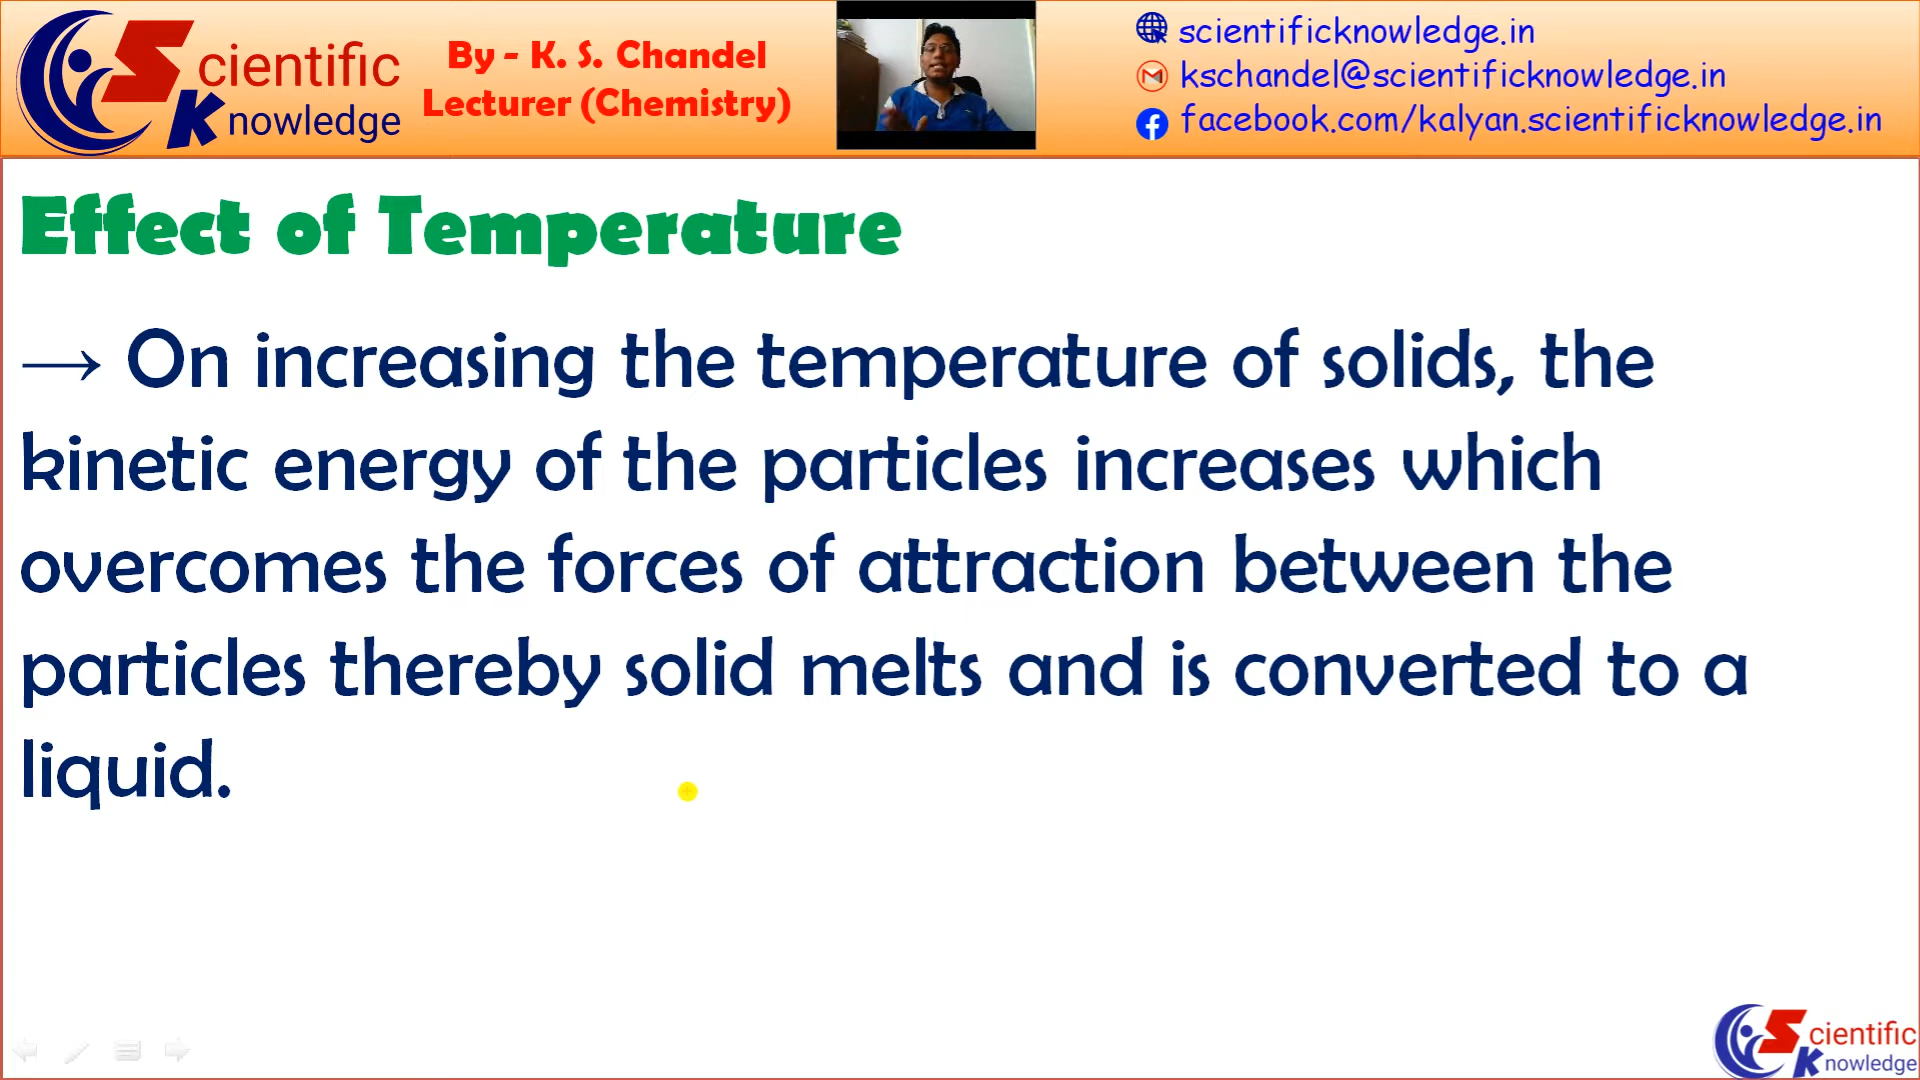 Scientific
Knowledge
By - K. S. Chandel
Lecturer (Chemistry)
scientificknowledge.in
kschandel@scientificknowledge.in
facebook.com/kalyan.scientificknowledge.in
Effect of Temperature
→ On increasing the temperature of solids, the
kinetic energy of the particles increases which
overcomes the forces of attraction between the
particles thereby solid melts and is converted to a
liquid.
Scientific
Knowledge